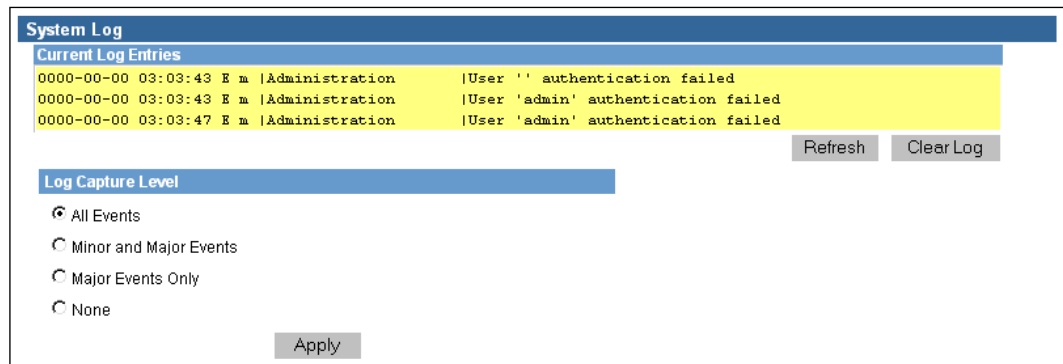 System Log
Current Log Entries
0000-00-00 03:03:43 E m |Administration |User '' authentication failed
0000-00-00 03:03:43 E m |Administration |User 'admin' authentication failed
0000-00-00 03:03:47 E m |Administration |User 'admin' authentication failed
Refresh Clear Log
Log Capture Level
All Events
Minor and Major Events
Major Events Only
None
Apply